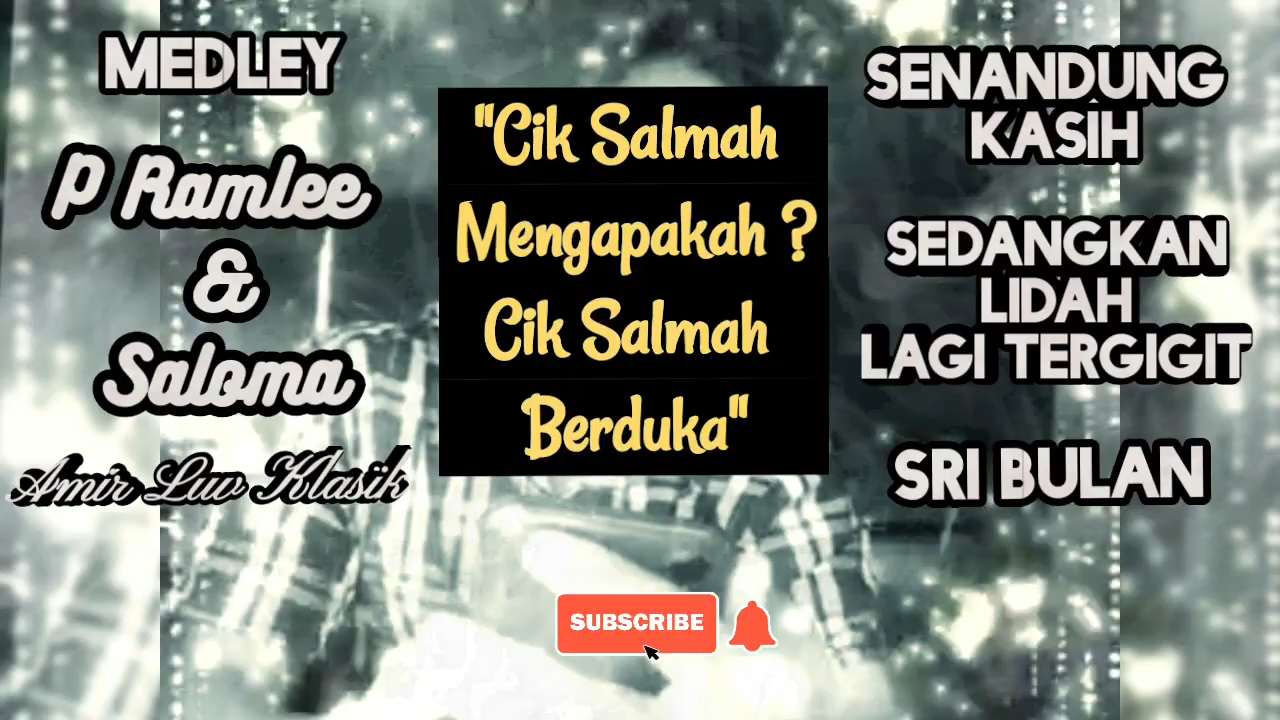 MEDLEY
P Ramlee
&
Saloma
Amir Luv Klasik
"Cik Salmah
Mengapakah ?
Cik Salmah
Berduka"
SENANDUNG
KASIH
SEDANGKAN
LIDAH
LAGI TERGIGIT
SRI BULAN
SUBSCRIBE